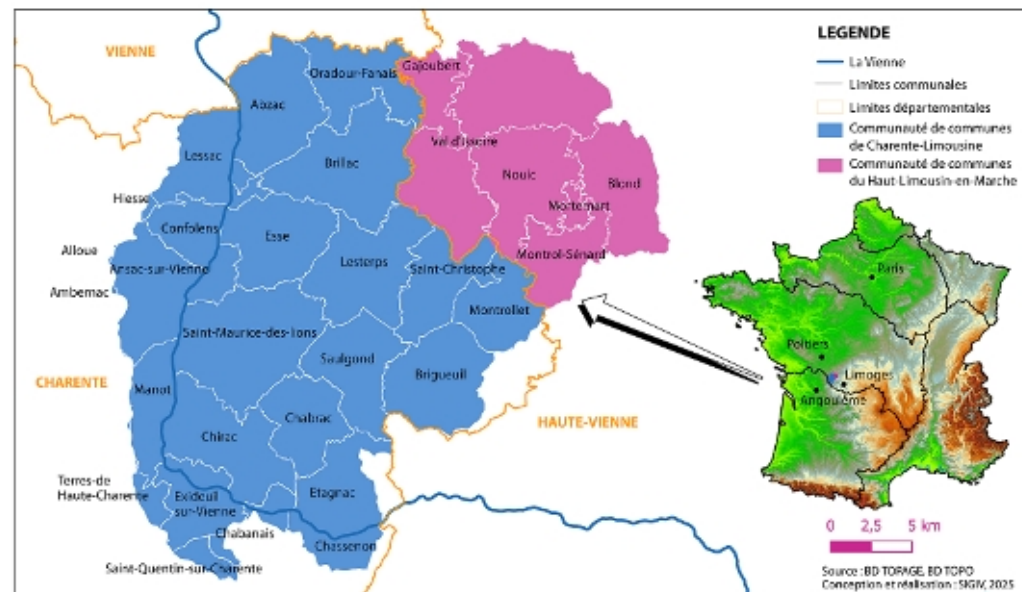 VIENNE
Oradour-Fanais
Gajoubert
Abzac
Lessac
Brillac
Val d'Issoire
Nouic
Blond
Mortemart
Montrol-Sénard
Hiesse
Confolens
Esse
Alloue
Ansac-sur-Vienne
Lesterps
Saint-Christophe
Ambernac
Montrollet
Saint-Maurice-des-lions
Saulgond
Brigueuil
CHARENTE
Manot
Chabrac
HAUTE-VIENNE
Chirac
Terres-de
Haute-Charente
Exideuil
sur-Vienne
Etagnac
Chabanais
Chassenon
Saint-Quentin-sur-Charente
LEGENDE
La Vienne
Limites communales
Limites départementales
Communauté de communes
de Charente-Limousine
Communauté de communes
du Haut-Limousin-en-Marche
Paris
Poitiers
Limoges
Angoulême
0 2,5 5 km
Source : BD TOPAGE, BD TOPO
Conception et réalisation : SIGIV, 2025